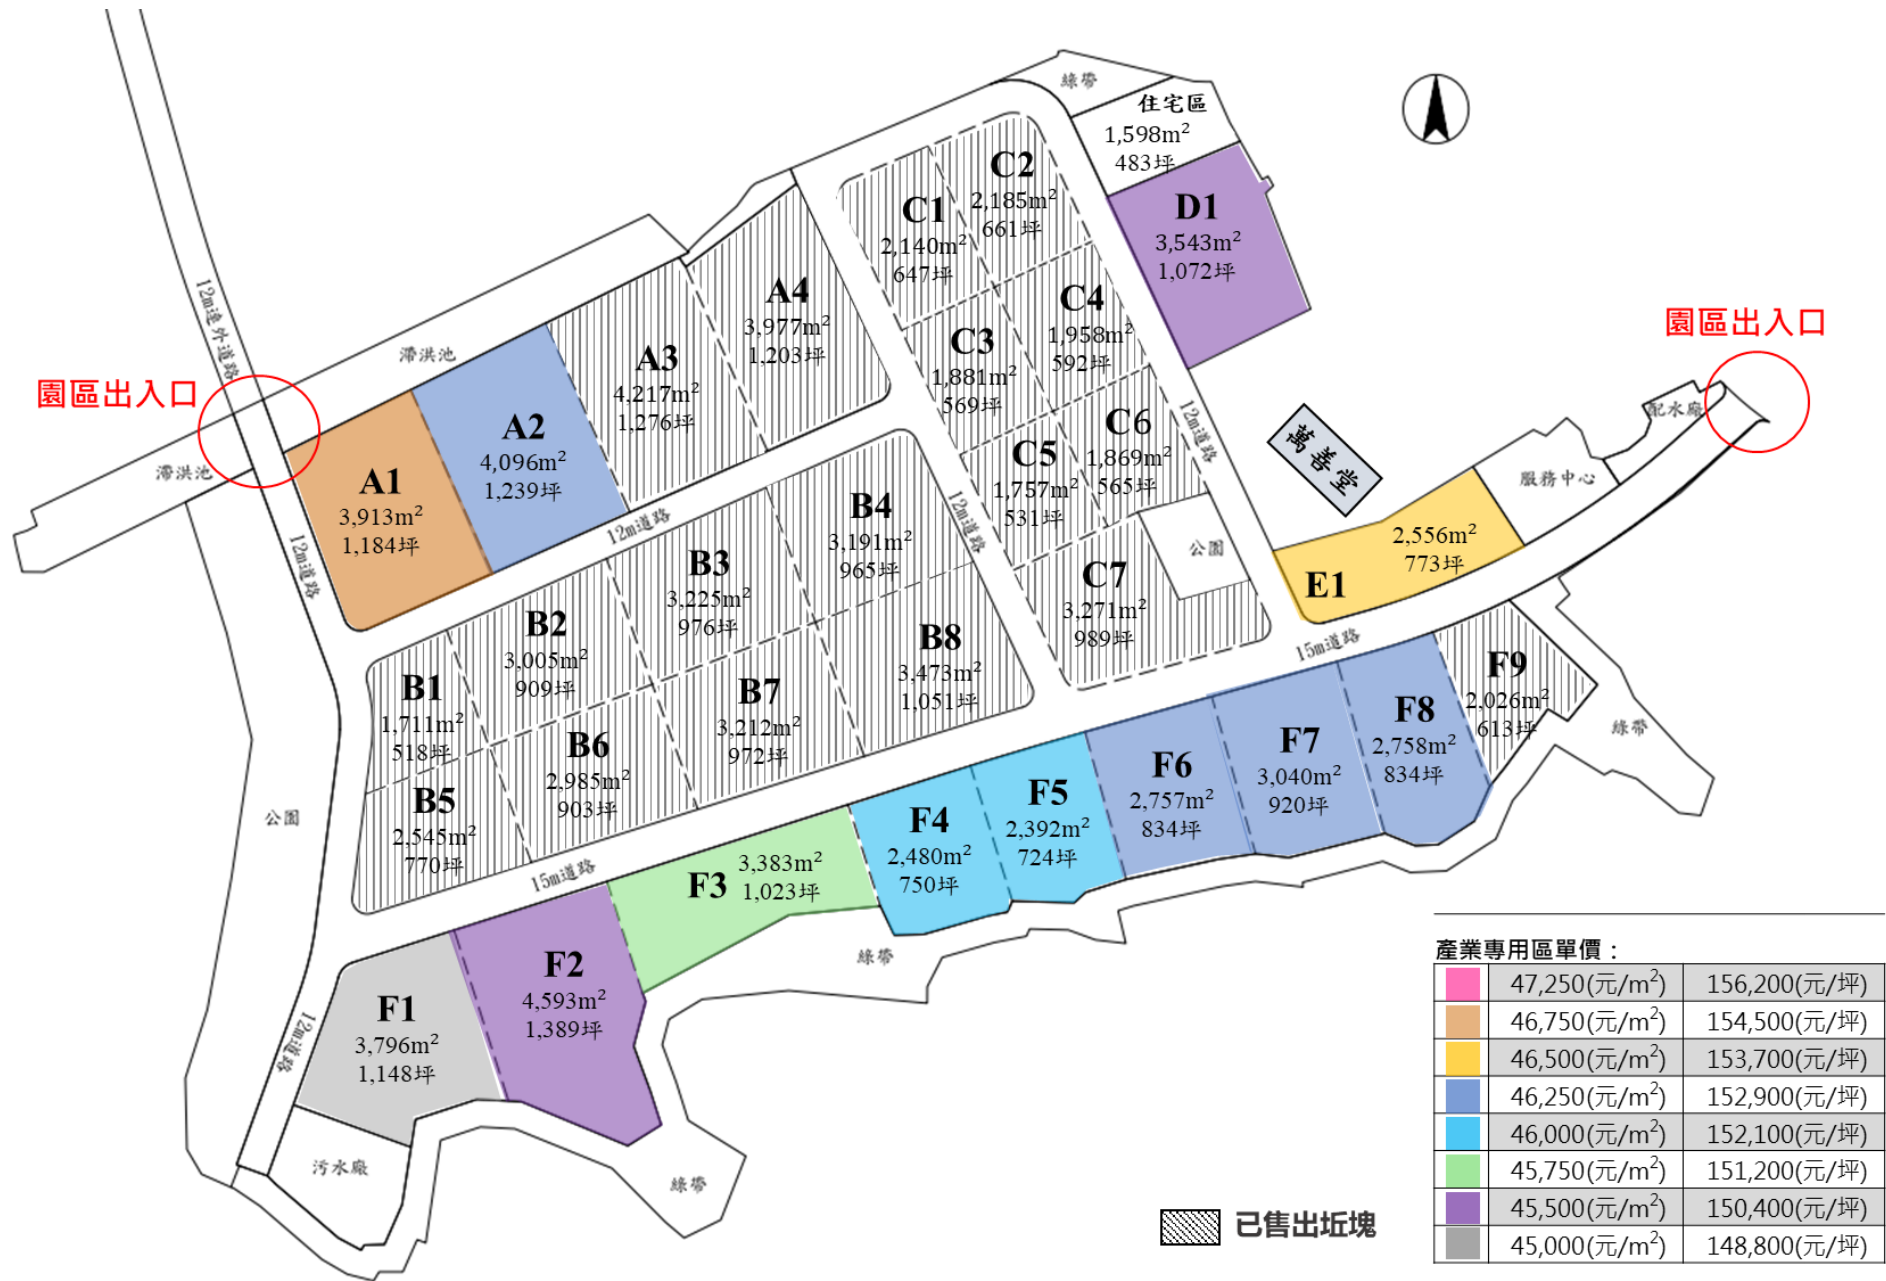 綠帶
住宅區
1,598m²
483坪
C2
2,185m²
661坪
C1
2,140m²
647坪
D1
3,543m²
1,072坪
12m連外道路
滯洪池
A4
3,977m²
1,203坪
C4
1,958m²
592坪
園區出入口
園區出入口
A3
4,217m²
1,276坪
C3
1,881m²
569坪
A2
4,096m²
1,239坪
C6
1,869m²
565坪
12m道路
萬善堂
配水廠
服務中心
滯洪池
A1
3,913m²
1,184坪
C5
1,757m²
531坪
12m道路
12m道路
B4
3,191m²
965坪
12m道路
公園
2,556m²
773坪
E1
B3
3,225m²
976坪
C7
3,271m²
989坪
B2
3,005m²
909坪
B8
3,473m²
1,051坪
15m道路
B1
1,711m²
518坪
B7
3,212m²
972坪
F9
2,026m²
613坪
綠帶
B6
2,985m²
903坪
F8
2,758m²
834坪
F7
3,040m²
920坪
F6
2,757m²
834坪
公園
B5
2,545m²
770坪
F5
2,392m²
724坪
F4
2,480m²
750坪
15m道路
F3
3,383m²
1,023坪
綠帶
F2
4,593m²
1,389坪
F1
3,796m²
1,148坪
12m道路
污水廠
綠帶
已售出坵塊
產業專用區單價：
47,250(元/m²) 156,200(元/坪)
46,750(元/m²) 154,500(元/坪)
46,500(元/m²) 153,700(元/坪)
46,250(元/m²) 152,900(元/坪)
46,000(元/m²) 152,100(元/坪)
45,750(元/m²) 151,200(元/坪)
45,500(元/m²) 150,400(元/坪)
45,000(元/m²) 148,800(元/坪)